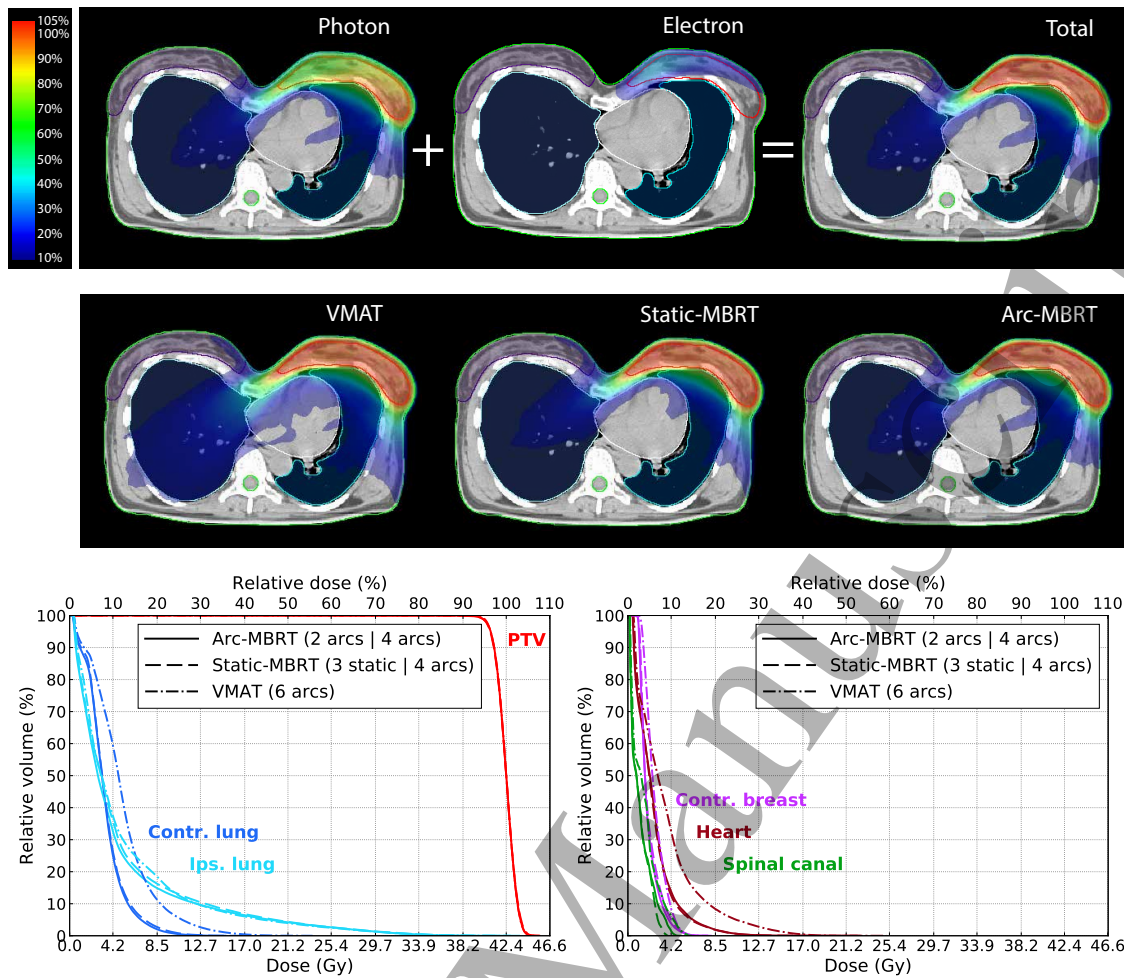 105%
100%
90%
80%
70%
60%
50%
40%
30%
20%
10%
Photon
Electron
Total
+
=
VMAT
Static-MBRT
Arc-MBRT
Relative dose (%)
0 10 20 30 40 50 60 70 80 90 100 110
100
90
80
70
60
50
40
30
20
10
0
Relative volume (%)
Arc-MBRT (2 arcs | 4 arcs)
Static-MBRT (3 static | 4 arcs)
VMAT (6 arcs)
PTV
Contr. lung
Ips. lung
0.0 4.2 8.5 12.7 17.0 21.2 25.4 29.7 33.9 38.2 42.4 46.6
Dose (Gy)
Relative dose (%)
0 10 20 30 40 50 60 70 80 90 100 110
100
90
80
70
60
50
40
30
20
10
0
Relative volume (%)
Arc-MBRT (2 arcs | 4 arcs)
Static-MBRT (3 static | 4 arcs)
VMAT (6 arcs)
Contr. breast
Heart
Spinal canal
0.0 4.2 8.5 12.7 17.0 21.2 25.4 29.7 33.9 38.2 42.4 46.6
Dose (Gy)
Manus